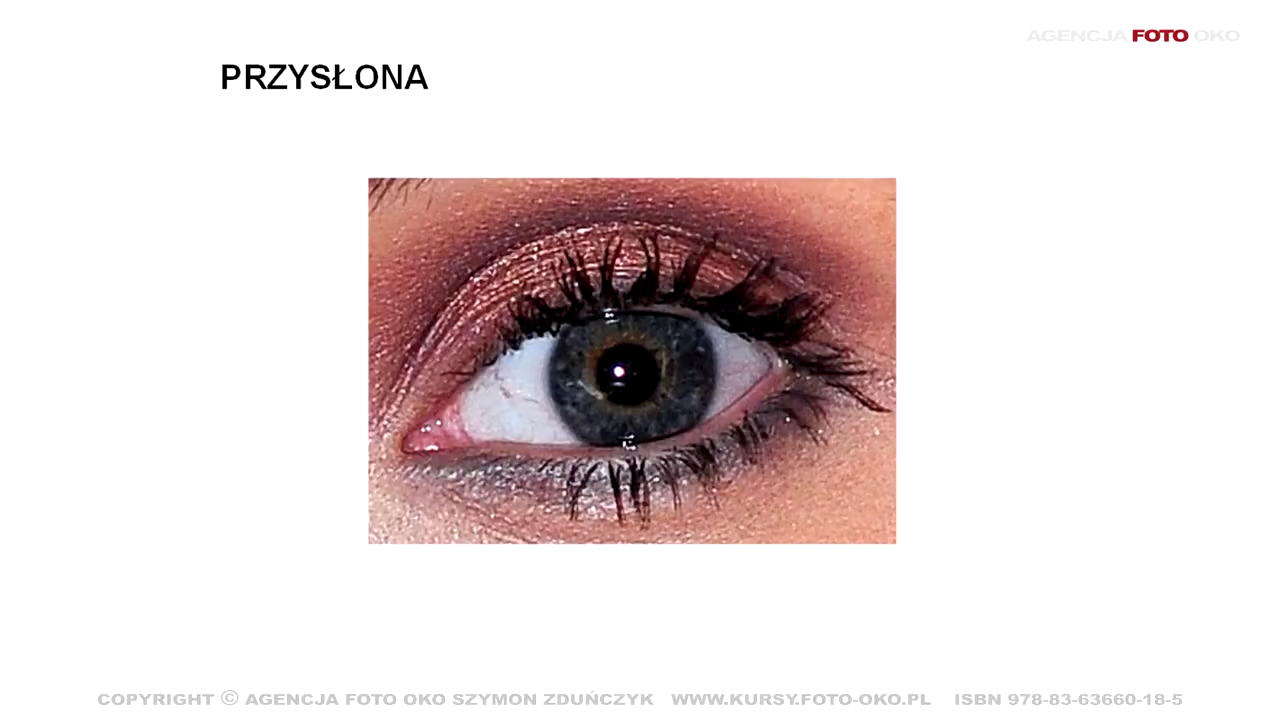 AGENCJA FOTO OKO
PRZYSŁONA
COPYRIGHT © AGENCJA FOTO OKO SZYMON ZDUŃCZYK WWW.KURSY.FOTO-OKO.PL ISBN 978-83-63660-18-5